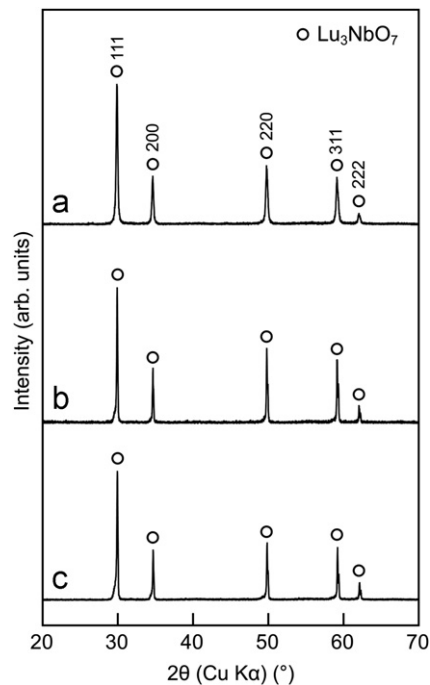 ○ Lu₃NbO₇
111
200
220
311
222
a
b
c
Intensity (arb. units)
20 30 40 50 60 70
2θ (Cu Kα) (°)